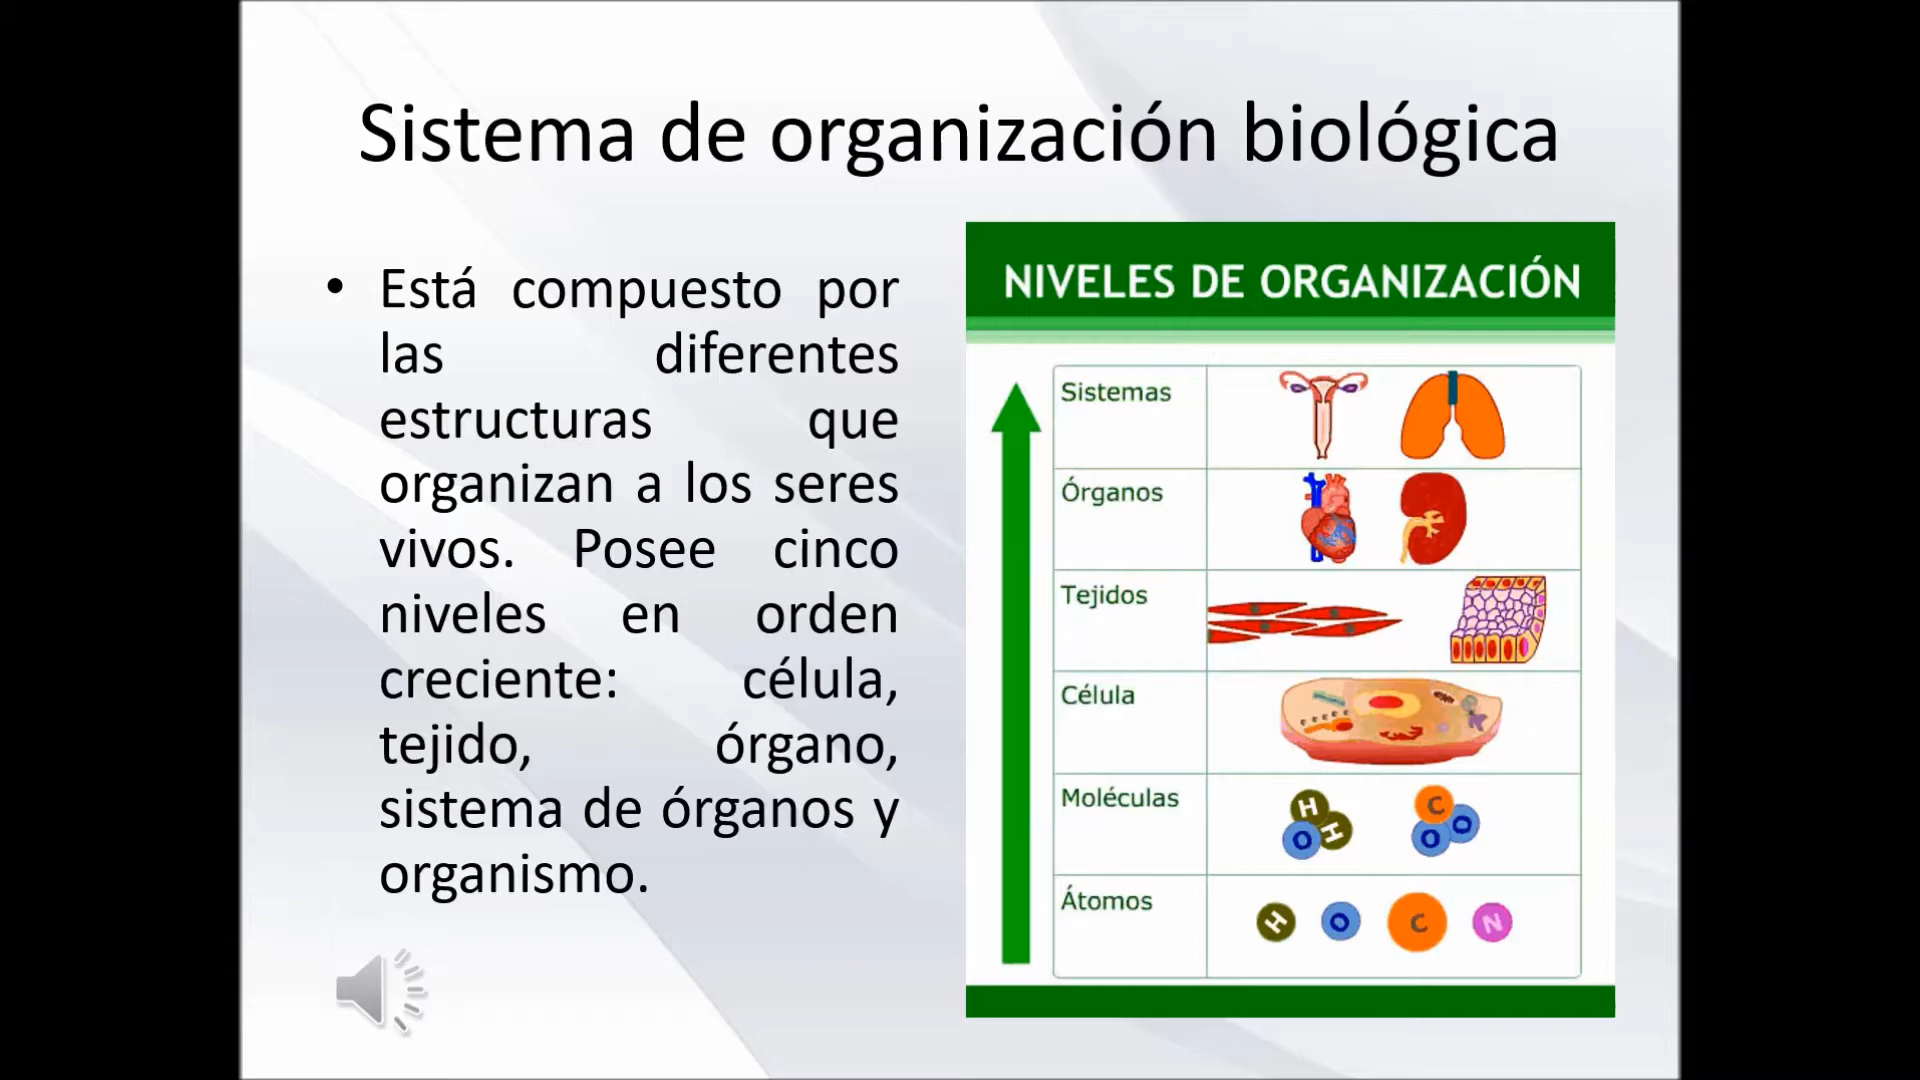 Sistema de organización biológica
• Está compuesto por
las diferentes
estructuras que
organizan a los seres
vivos. Posee cinco
niveles en orden
creciente: célula,
tejido, órgano,
sistema de órganos y
organismo.
NIVELES DE ORGANIZACIÓN
Sistemas
Órganos
Tejidos
Célula
Moléculas
H H O
C O O
Átomos
H O C N